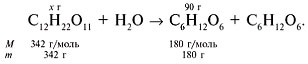 x г 90 г
C₁₂H₂₂O₁₁ + H₂O → C₆H₁₂O₆ + C₆H₁₂O₆.
M 342 г/моль 180 г/моль
m 342 г 180 г